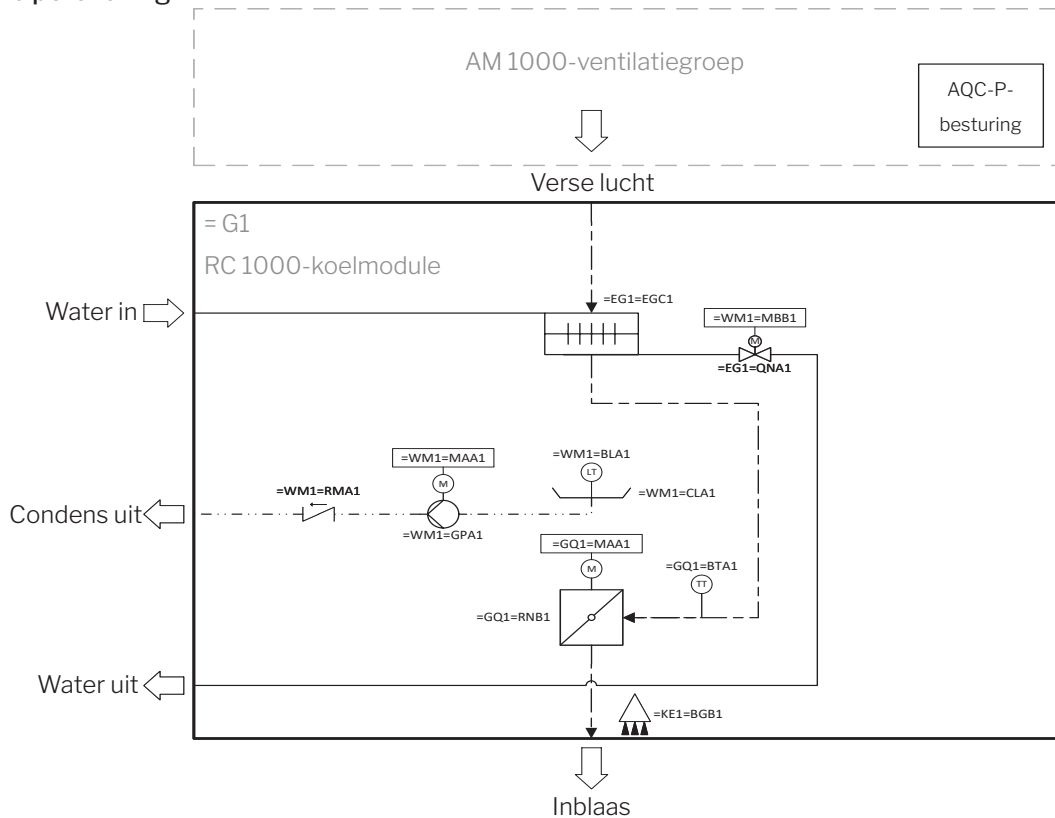 AM 1000-ventilatiegroep
AQC-P-
besturing
Verse lucht
= G1
RC 1000-koelmodule
Water in
=EG1=EGC1
=WM1=MBB1
M
=EG1=QNA1
=WM1=MAA1
M
=WM1=BLA1
LT
=WM1=RMA1
=WM1=CLA1
Condens uit
=WM1=GPA1
=GQ1=MAA1
M
=GQ1=BTA1
TT
=GQ1=RNB1
Water uit
=KE1=BGB1
Inblaas